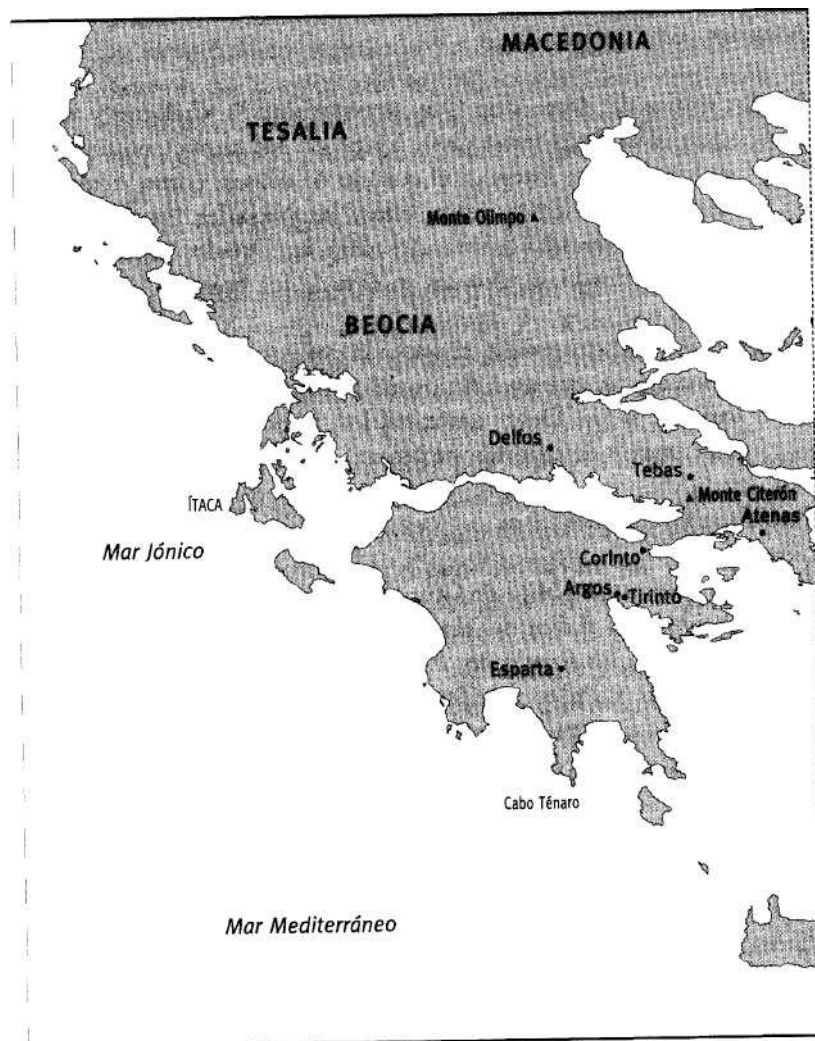 MACEDONIA
TESALIA
Monte Olimpo
BEOCIA
Delfos
Tebas
ÍTACA
Monte Citerón
Atenas
Mar Jónico
Corinto
Argos
Tirinto
Esparta
Cabo Ténaro
Mar Mediterráneo